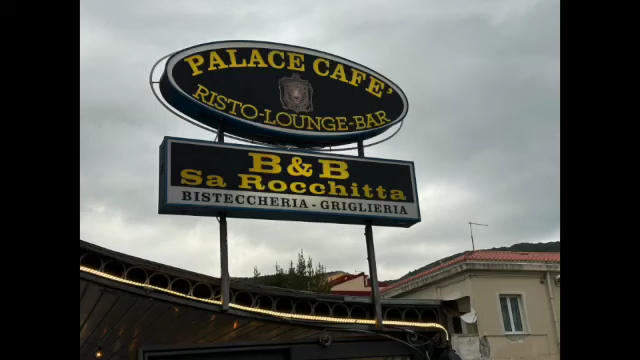 PALACE CAFE'
RISTO-LOUNGE-BAR
B&B
Sa Rocchitta
BISTECCHERIA - GRIGLIERIA